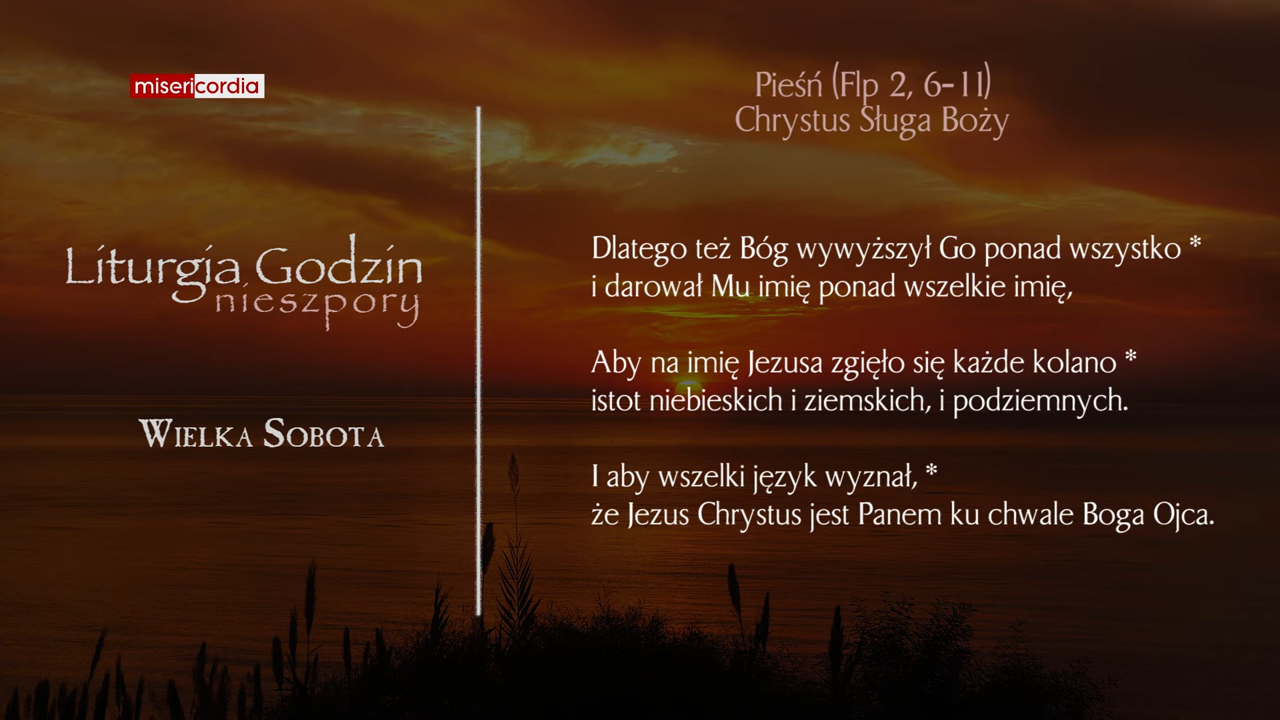 misericordia
Liturgia Godzin
nieszpory
Wielka Sobota
Pieśń (Flp 2, 6-11)
Chrystus Sługa Boży
Dlatego też Bóg wywyższył Go ponad wszystko *
i darował Mu imię ponad wszelkie imię,
Aby na imię Jezusa zgięło się każde kolano *
istot niebieskich i ziemskich, i podziemnych.
I aby wszelki język wyznał, *
że Jezus Chrystus jest Panem ku chwale Boga Ojca.